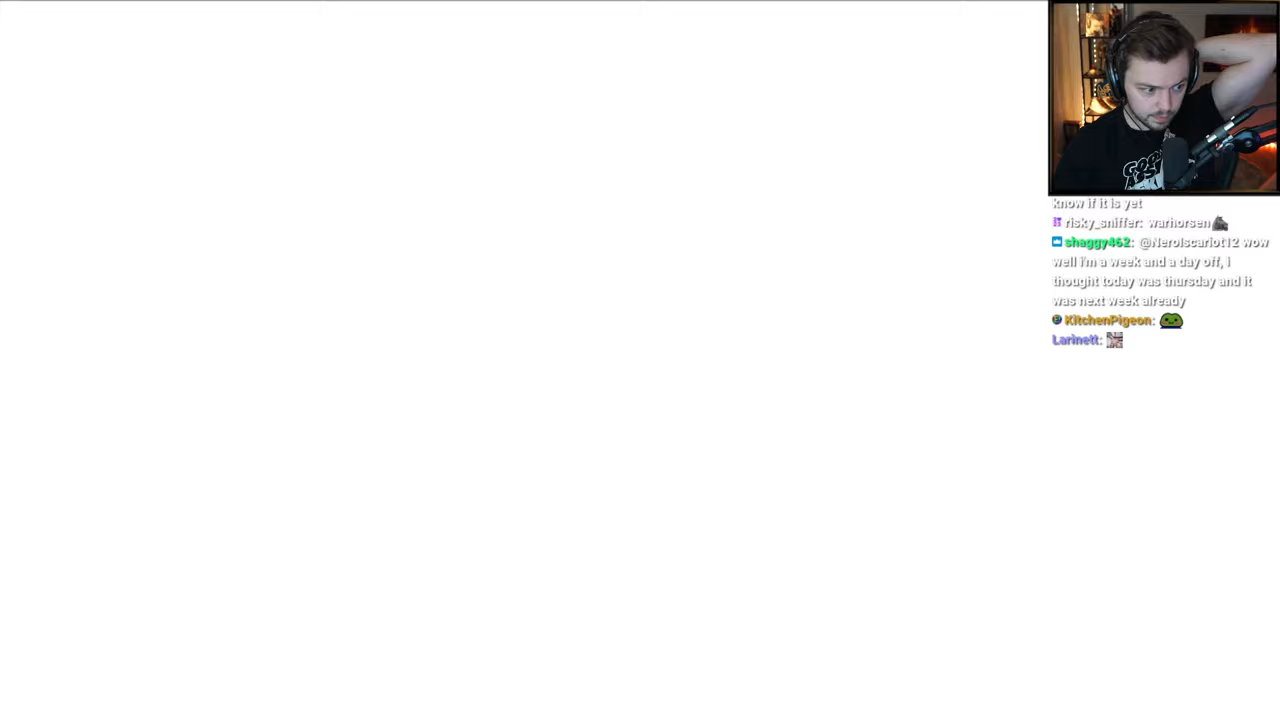 know if it is yet
risky_sniffer: warhorsen
shaggy462: @NeroIscariot12 wow
well i'm a week and a day off, i
thought today was thursday and it
was next week already
KitchenPigeon:
Larinett: